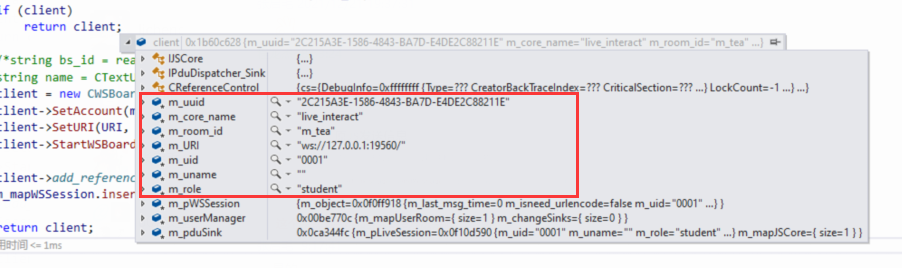 if (client)
return client;
client 0x1b60c628 {m_uuid="2C215A3E-1586-4843-BA7D-E4DE2C88211E" m_core_name="live_interact" m_room_id="m_tea" ...}
/*string bs_id = rea
IJSCore {...}
string name = CTextU
IPduDispatcher_Sink {...}
client = new CWSBoar
CReferenceControl {cs={DebugInfo=0xffffffff {Type=??? CreatorBackTraceIndex=??? CriticalSection=??? ...} LockCount=-1 ...} ...}
client->SetAccount(m
m_uuid "2C215A3E-1586-4843-BA7D-E4DE2C88211E"
client->SetURI(URI,
m_core_name "live_interact"
client->StartWSBoard
m_room_id "m_tea"
m_URI "ws://127.0.0.1:19560/"
m_uid "0001"
client->add_referenc
m_uname ""
m_mapWSSession.inser
m_role "student"
m_pWSSession {m_object=0x0f0ff918 {m_last_msg_time=0 m_isneed_urlencode=false m_uid="0001" ...} }
return client;
m_userManager 0x00be770c {m_mapUserRoom={ size=1 } m_changeSinks={ size=0 } }
用时间 <= 1ms
m_pduSink 0x0ca344fc {m_pLiveSession=0x0f10d590 {m_uid="0001" m_uname="" m_role="student" ...} m_mapJSCore={ size=1 } }